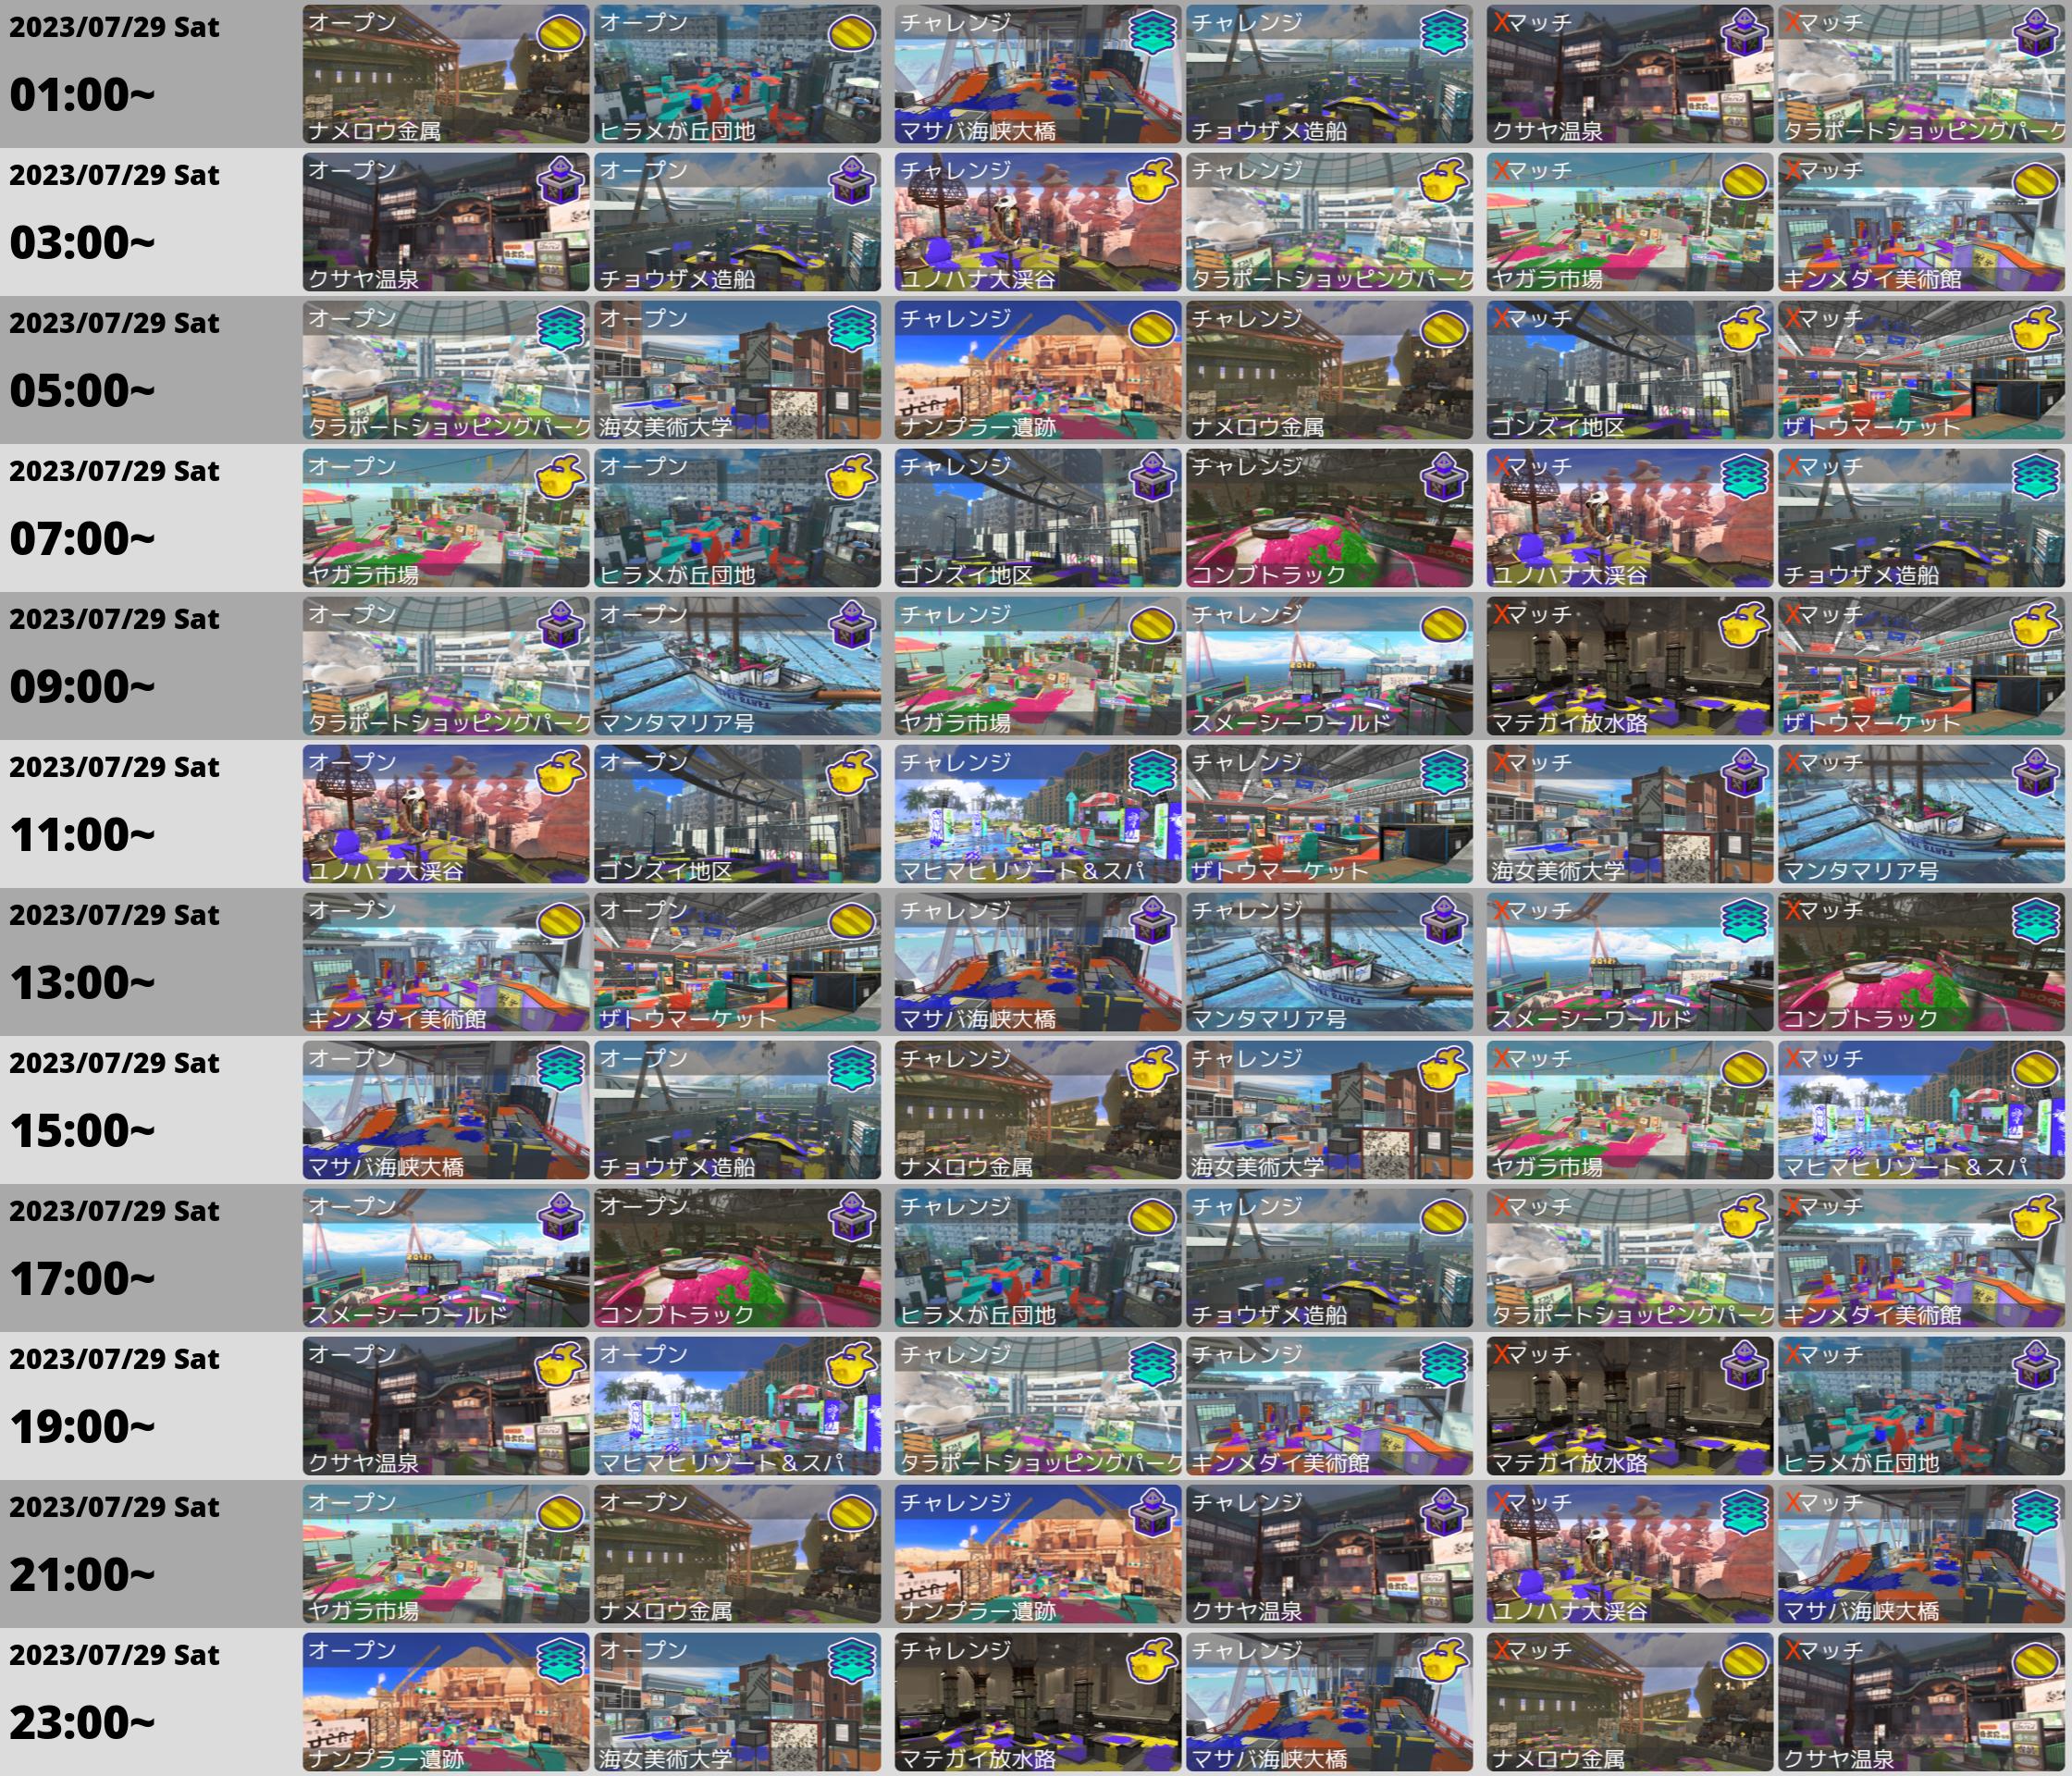 2023/07/29 Sat
01:00~
オープン オープン チャレンジ チャレンジ Xマッチ Xマッチ
ナメロウ金属 ヒラメが丘団地 マサバ海峡大橋 チョウザメ造船 クサヤ温泉 タラポートショッピングパーク
2023/07/29 Sat
03:00~
オープン オープン チャレンジ チャレンジ Xマッチ Xマッチ
クサヤ温泉 チョウザメ造船 ユノハナ大渓谷 タラポートショッピングパーク ヤガラ市場 キンメダイ美術館
2023/07/29 Sat
05:00~
オープン オープン チャレンジ チャレンジ Xマッチ Xマッチ
タラポートショッピングパーク 海女美術大学 ナンプラー遺跡 ナメロウ金属 ゴンズイ地区 ザトウマーケット
2023/07/29 Sat
07:00~
オープン オープン チャレンジ チャレンジ Xマッチ Xマッチ
ヤガラ市場 ヒラメが丘団地 ゴンズイ地区 コンブトラック ユノハナ大渓谷 チョウザメ造船
2023/07/29 Sat
09:00~
オープン オープン チャレンジ チャレンジ Xマッチ Xマッチ
タラポートショッピングパーク マンタマリア号 ヤガラ市場 スメーシーワールド マテガイ放水路 ザトウマーケット
2023/07/29 Sat
11:00~
オープン オープン チャレンジ チャレンジ Xマッチ Xマッチ
ユノハナ大渓谷 ゴンズイ地区 マヒマヒリゾート＆スパ ザトウマーケット 海女美術大学 マンタマリア号
2023/07/29 Sat
13:00~
オープン オープン チャレンジ チャレンジ Xマッチ Xマッチ
キンメダイ美術館 ザトウマーケット マサバ海峡大橋 マンタマリア号 スメーシーワールド コンブトラック
2023/07/29 Sat
15:00~
オープン オープン チャレンジ チャレンジ Xマッチ Xマッチ
マサバ海峡大橋 チョウザメ造船 ナメロウ金属 海女美術大学 ヤガラ市場 マヒマヒリゾート＆スパ
2023/07/29 Sat
17:00~
オープン オープン チャレンジ チャレンジ Xマッチ Xマッチ
スメーシーワールド コンブトラック ヒラメが丘団地 チョウザメ造船 タラポートショッピングパーク キンメダイ美術館
2023/07/29 Sat
19:00~
オープン オープン チャレンジ チャレンジ Xマッチ Xマッチ
クサヤ温泉 マヒマヒリゾート＆スパ タラポートショッピングパーク キンメダイ美術館 マテガイ放水路 ヒラメが丘団地
2023/07/29 Sat
21:00~
オープン オープン チャレンジ チャレンジ Xマッチ Xマッチ
ヤガラ市場 ナメロウ金属 ナンプラー遺跡 クサヤ温泉 ユノハナ大渓谷 マサバ海峡大橋
2023/07/29 Sat
23:00~
オープン オープン チャレンジ チャレンジ Xマッチ Xマッチ
ナンプラー遺跡 海女美術大学 マテガイ放水路 マサバ海峡大橋 ナメロウ金属 クサヤ温泉